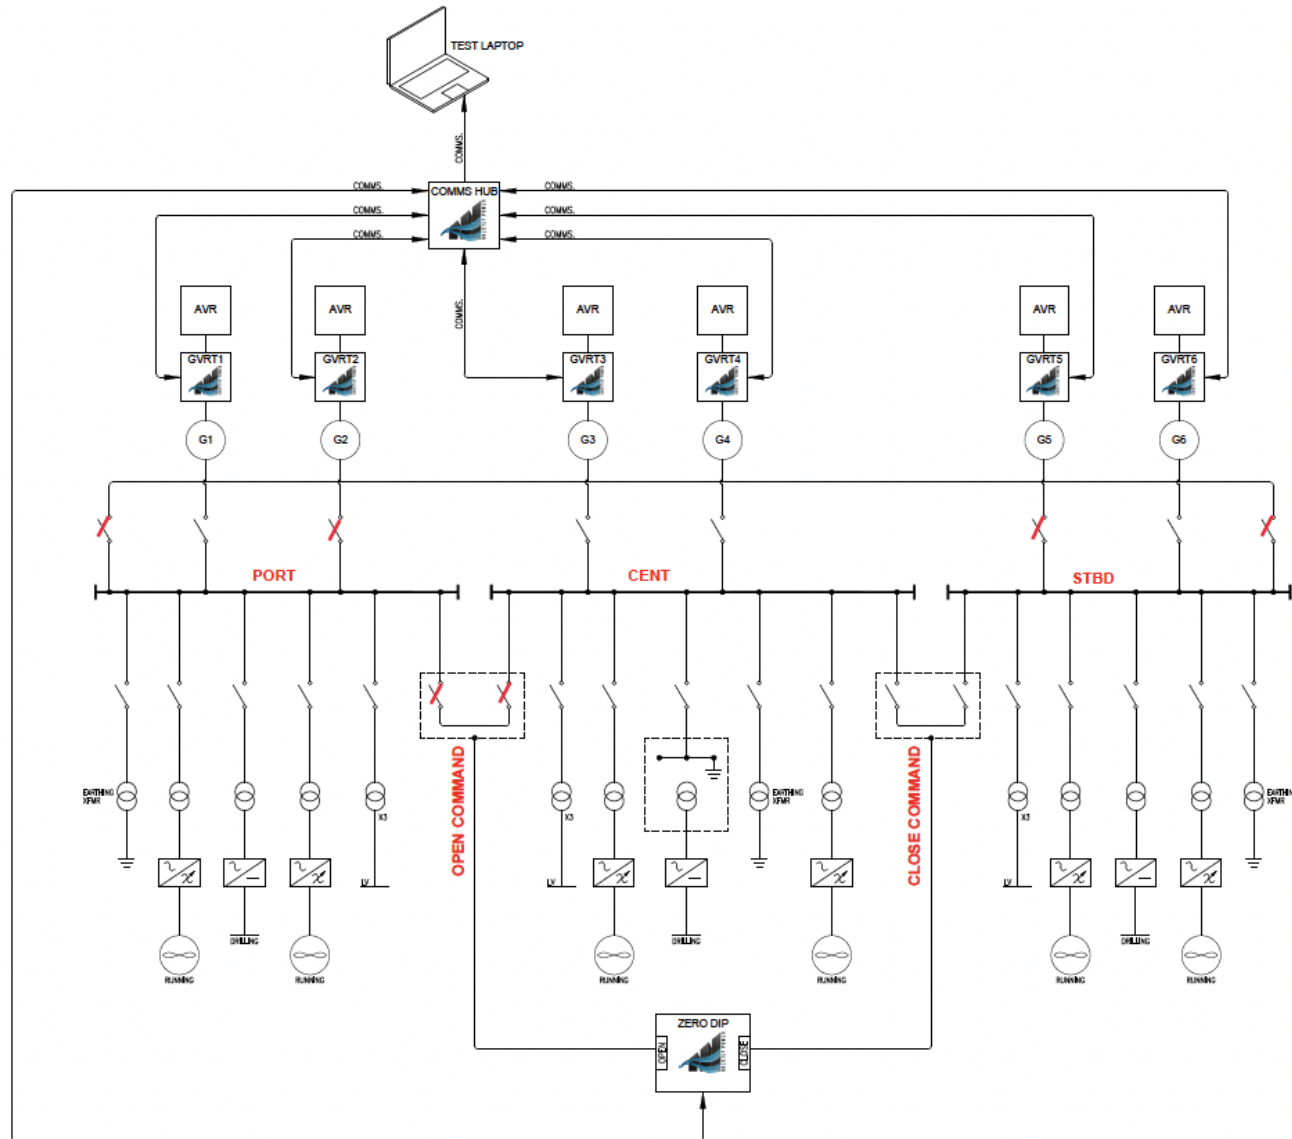 TEST LAPTOP
COMMS.
COMMS.
COMMS.
COMMS HUB
COMMS.
COMMS.
COMMS.
COMMS.
COMMS.
AVR
AVR
AVR
AVR
AVR
AVR
GVRT1
GVRT2
GVRT3
GVRT4
GVRT5
GVRT6
G1
G2
G3
G4
G5
G6
PORT
CENT
STBD
OPEN COMMAND
CLOSE COMMAND
EARTHING
XFMR
X3
X3
EARTHING
XFMR
X3
EARTHING
XFMR
LV
LV
LV
DRILLING
DRILLING
DRILLING
RUNNING
RUNNING
RUNNING
RUNNING
RUNNING
RUNNING
ZERO DIP
OPEN
CLOSE